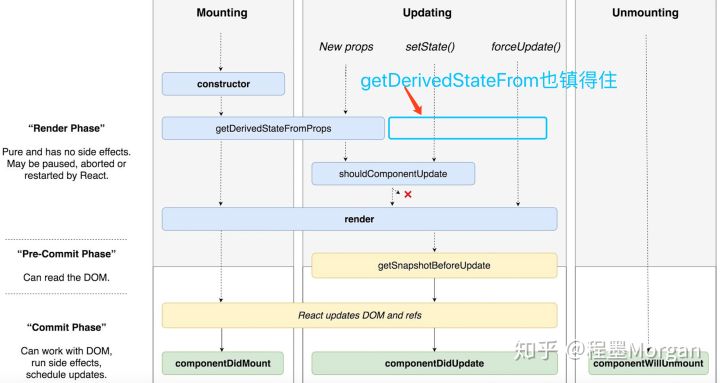 Mounting
Updating
Unmounting
New props
setState()
forceUpdate()
getDerivedStateFrom也镇得住
constructor
“Render Phase”
Pure and has no side effects.
May be paused, aborted or
restarted by React.
getDerivedStateFromProps
shouldComponentUpdate
render
“Pre-Commit Phase”
Can read the DOM.
getSnapshotBeforeUpdate
“Commit Phase”
Can work with DOM,
run side effects,
schedule updates.
React updates DOM and refs
componentDidMount
componentDidUpdate
componentWillUnmount
知乎 @程墨Morgan